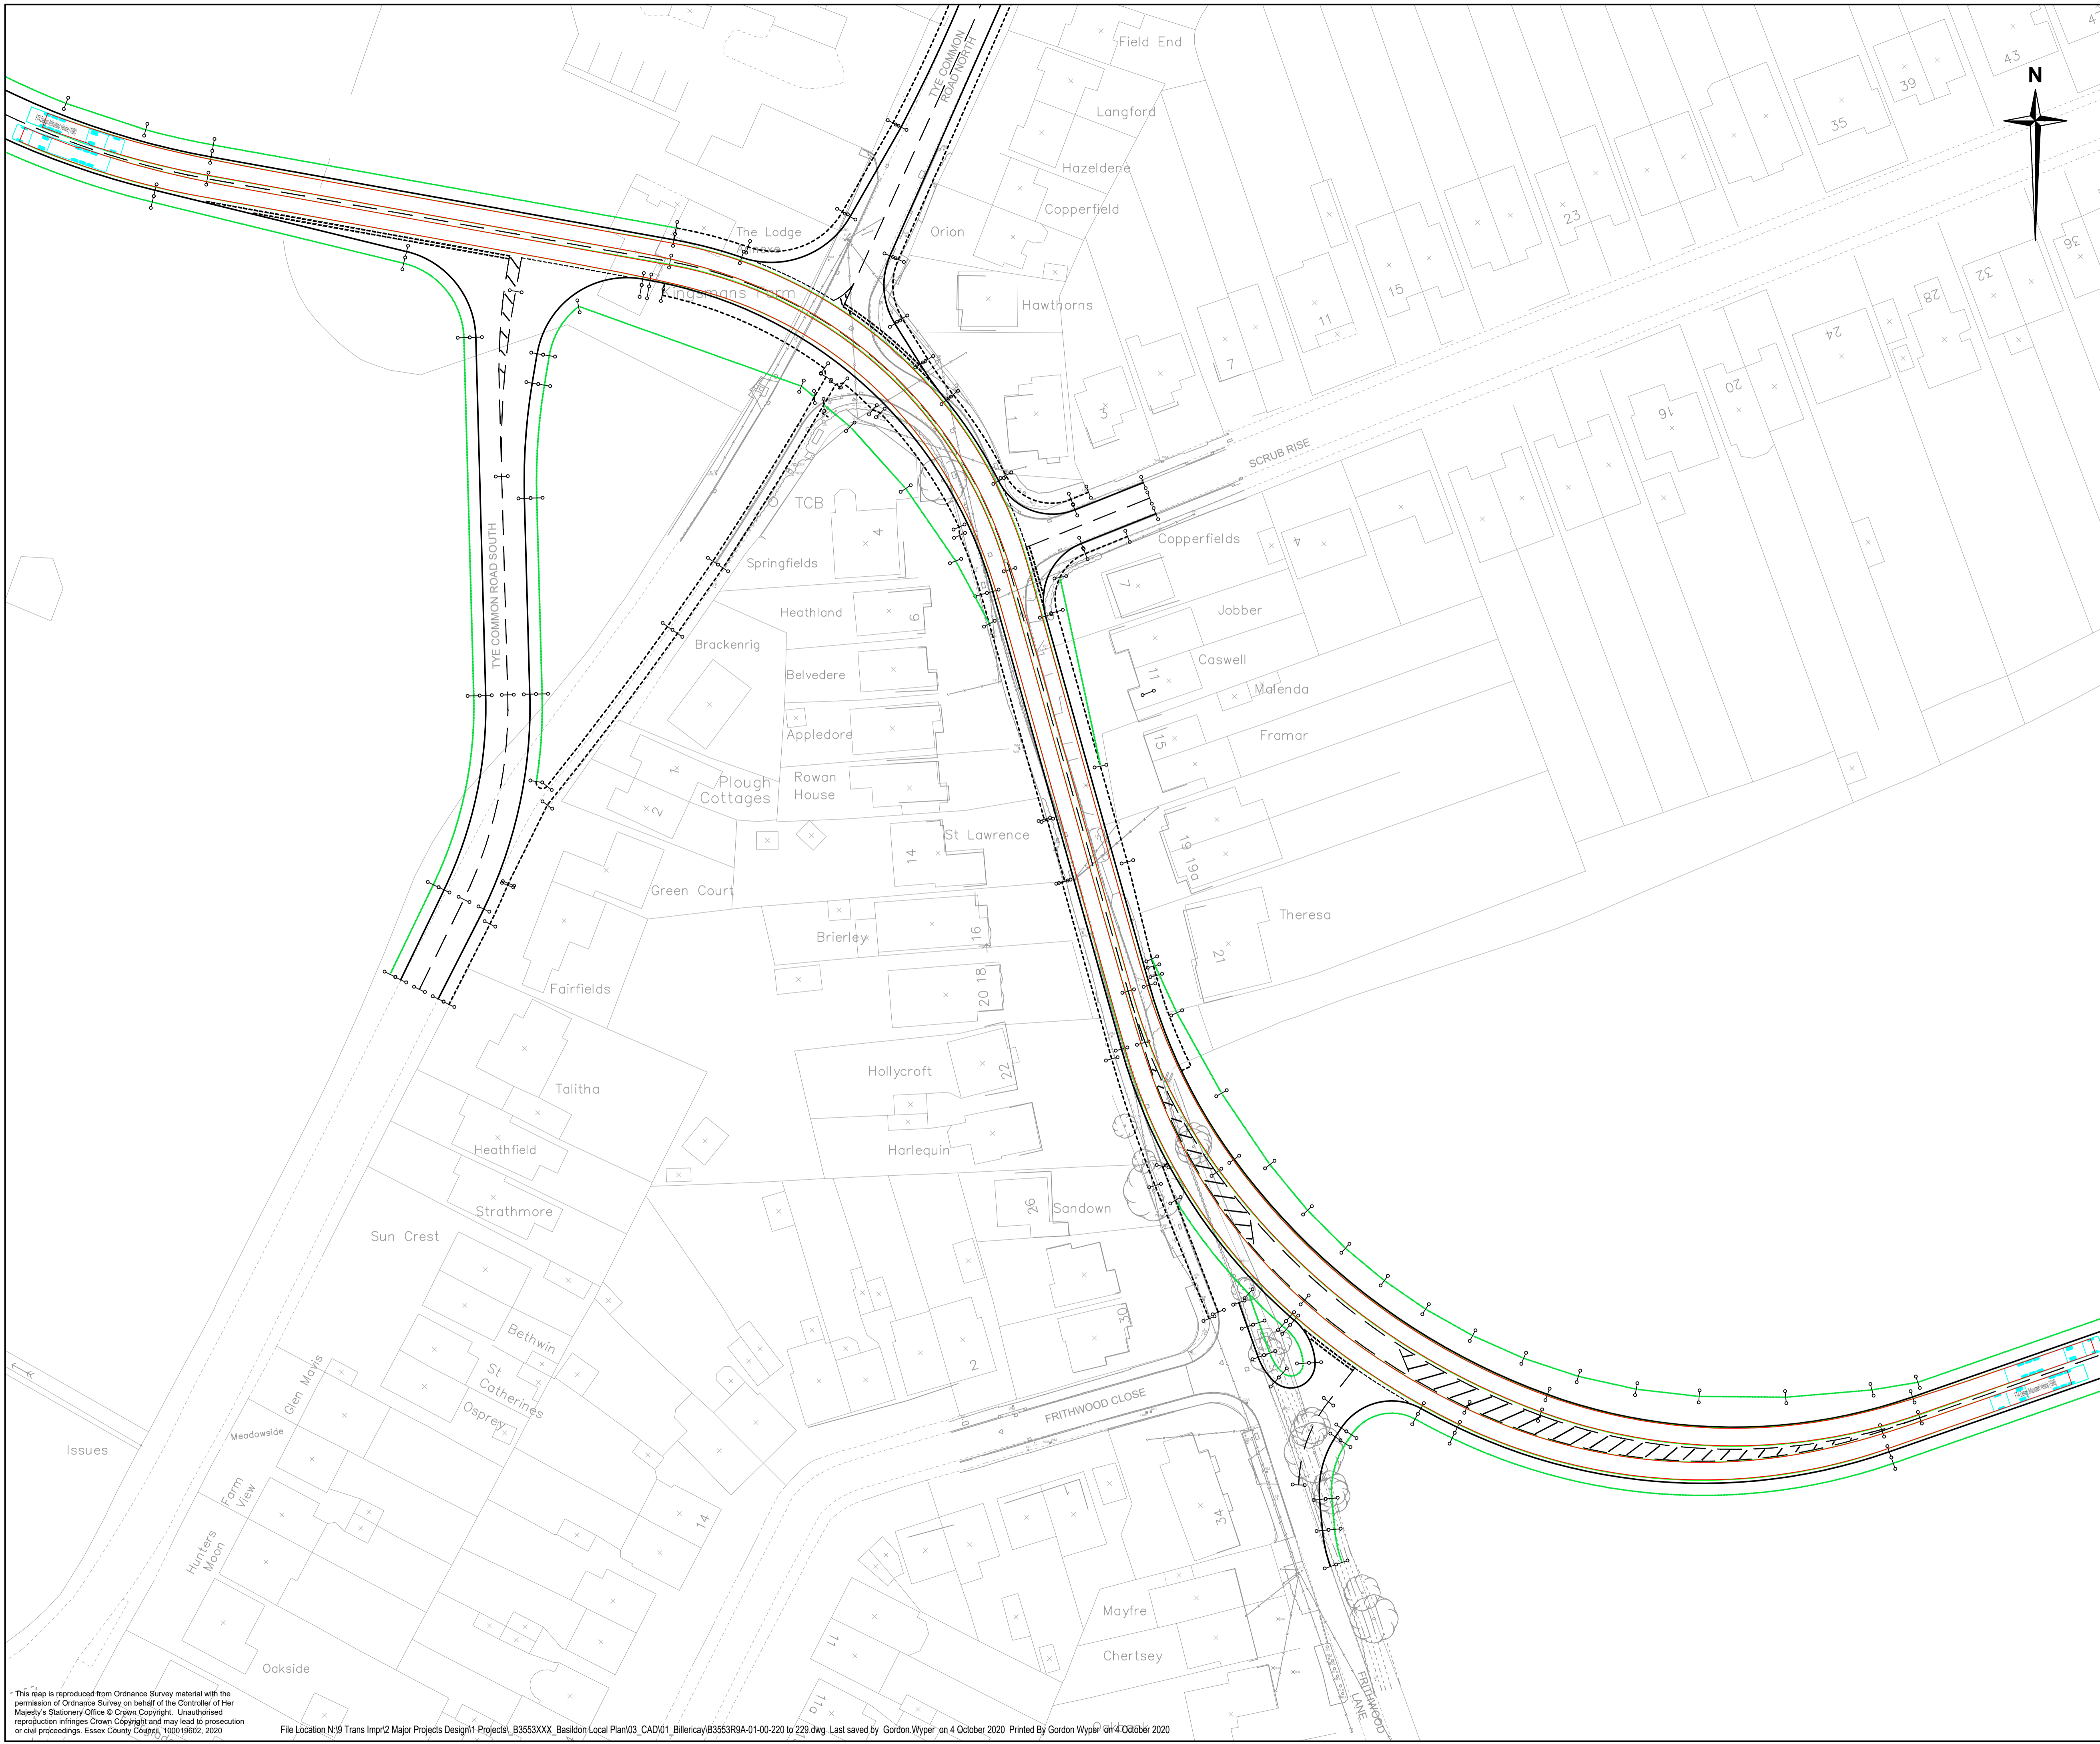 TYE COMMON
ROAD NORTH
Field End
43
39
N
Langford
35
Hazeldene
Copperfield
23
The Lodge
Annexe
Orion
36
32
Kingsmans Farm
Hawthorns
15
28
11
24
7
20
1
3
16
SCRUB RISE
TCB
4
Copperfields
4
TYE COMMON ROAD SOUTH
Springfields
7
Heathland
6
Jobber
Brackenrig
Caswell
Belvedere
11
Malenda
Appledore
15
Framar
1
Plough
Cottages
Rowan
House
2
St Lawrence
14
19 19a
Green Court
Theresa
Brierley
16
21
Fairfields
20 18
Hollycroft
22
Talitha
Harlequin
Heathfield
Strathmore
26
Sandown
Sun Crest
30
Bethwin
2
Glen Mavis
St
Catherines
FRITHWOOD CLOSE
Osprey
Meadowside
Issues
Farm
View
1
34
14
Hunters
Moon
Mayfre
11
Chertsey
Oakside
11a
FRITHWOOD
LANE
This map is reproduced from Ordnance Survey material with the
permission of Ordnance Survey on behalf of the Controller of Her
Majesty's Stationery Office © Crown Copyright. Unauthorised
reproduction infringes Crown Copyright and may lead to prosecution
or civil proceedings. Essex County Council, 100019602, 2020
File Location N:\9 Trans Impr\2 Major Projects Design\1 Projects\_B3553XXX_Basildon Local Plan\03_CAD\01_Billericay\B3553R9A-01-00-220 to 229.dwg Last saved by Gordon.Wyper on 4 October 2020 Printed By Gordon Wyper on 4 October 2020